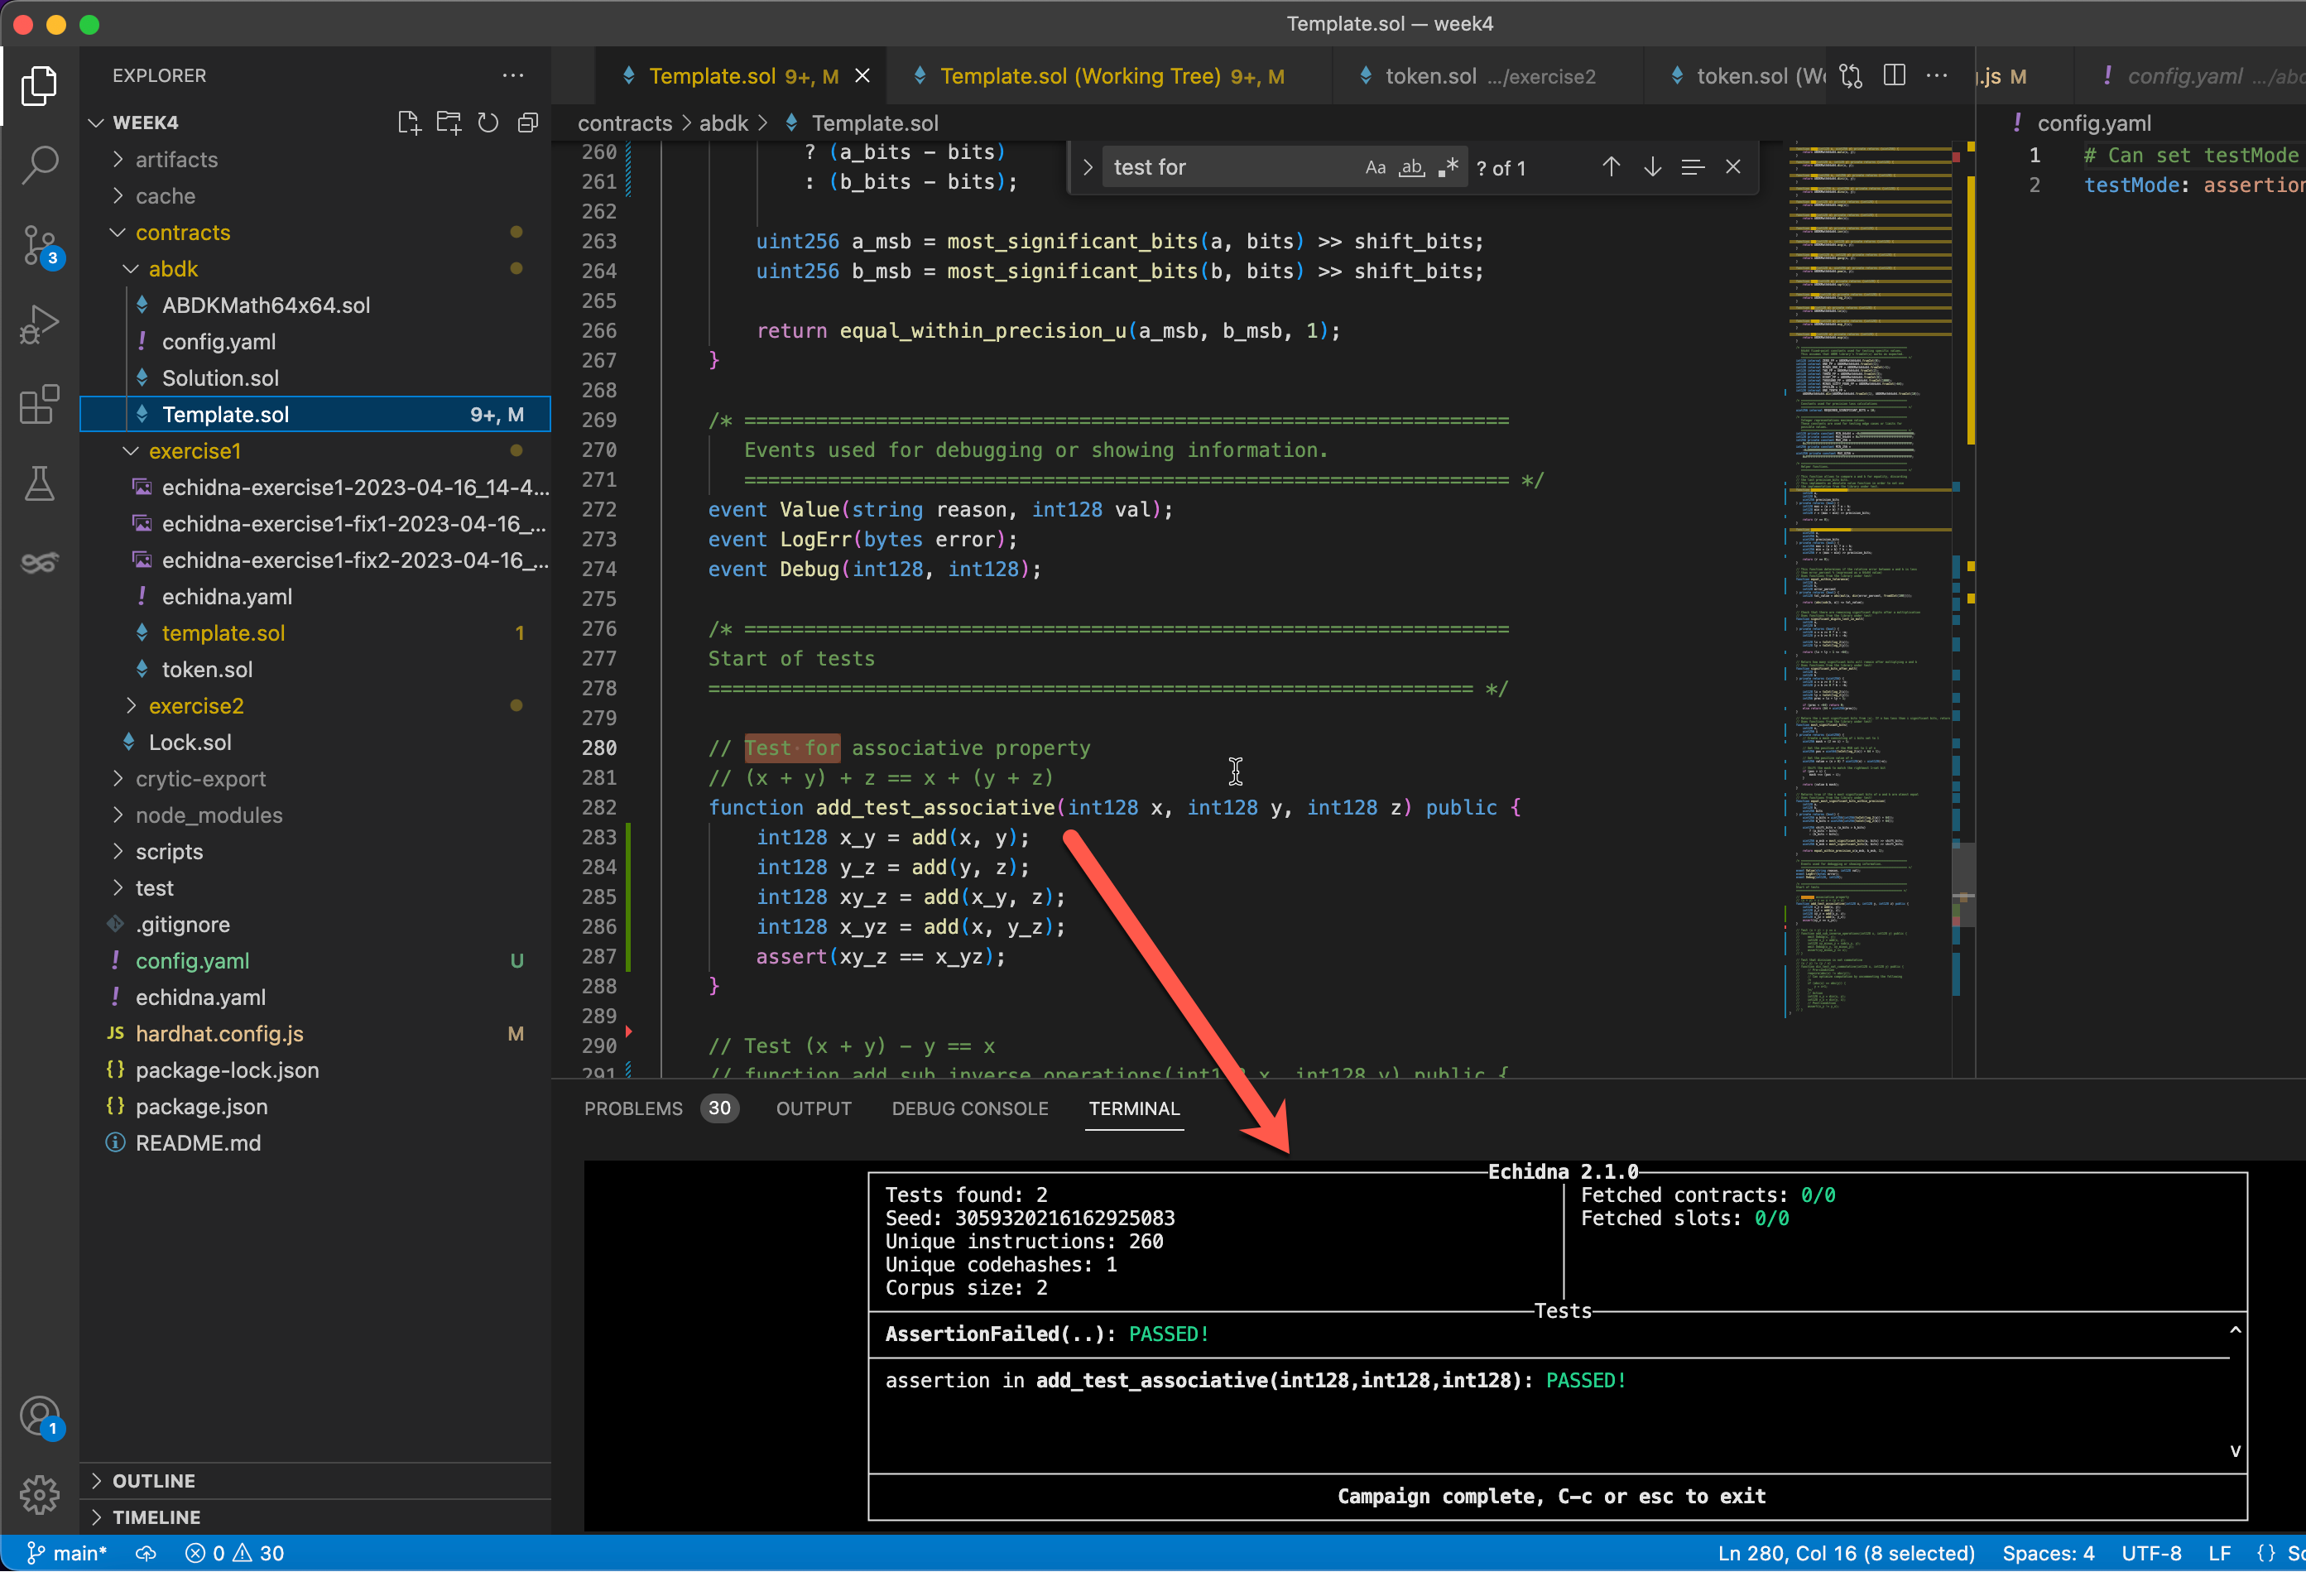 Template.sol — week4
EXPLORER
WEEK4
artifacts
cache
contracts
abdk
ABDKMath64x64.sol
config.yaml
Solution.sol
Template.sol 9+, M
exercise1
echidna-exercise1-2023-04-16_14-4...
echidna-exercise1-fix1-2023-04-16_...
echidna-exercise1-fix2-2023-04-16_...
echidna.yaml
template.sol 1
token.sol
exercise2
Lock.sol
crytic-export
node_modules
scripts
test
.gitignore
config.yaml U
echidna.yaml
JS hardhat.config.js M
{} package-lock.json
{} package.json
README.md
OUTLINE
TIMELINE
3
1
Template.sol 9+, M
Template.sol (Working Tree) 9+, M
token.sol .../exercise2
token.sol (Wo
.js M
! config.yaml .../abd
contracts > abdk > Template.sol
test for
Aa ab .* ? of 1
260 ? (a_bits - bits)
261 : (b_bits - bits);
262
263 uint256 a_msb = most_significant_bits(a, bits) >> shift_bits;
264 uint256 b_msb = most_significant_bits(b, bits) >> shift_bits;
265
266 return equal_within_precision_u(a_msb, b_msb, 1);
267 }
268
269 /* ================================================================
270 Events used for debugging or showing information.
271 ================================================================ */
272 event Value(string reason, int128 val);
273 event LogErr(bytes error);
274 event Debug(int128, int128);
275
276 /* ================================================================
277 Start of tests
278 ================================================================ */
279
280 // Test for associative property
281 // (x + y) + z == x + (y + z)
282 function add_test_associative(int128 x, int128 y, int128 z) public {
283 int128 x_y = add(x, y);
284 int128 y_z = add(y, z);
285 int128 xy_z = add(x_y, z);
286 int128 x_yz = add(x, y_z);
287 assert(xy_z == x_yz);
288 }
289
290 // Test (x + y) - y == x
291 // function add_sub_inverse_operations(int128 x, int128 y) public {
! config.yaml
1 # Can set testMode
2 testMode: assertion
PROBLEMS 30 OUTPUT DEBUG CONSOLE TERMINAL
Echidna 2.1.0
Tests found: 2
Seed: 3059320216162925083
Unique instructions: 260
Unique codehashes: 1
Corpus size: 2
Fetched contracts: 0/0
Fetched slots: 0/0
Tests
AssertionFailed(..): PASSED!
^
assertion in add_test_associative(int128,int128,int128): PASSED!
v
Campaign complete, C-c or esc to exit
main* 0 30 Ln 280, Col 16 (8 selected) Spaces: 4 UTF-8 LF {} So